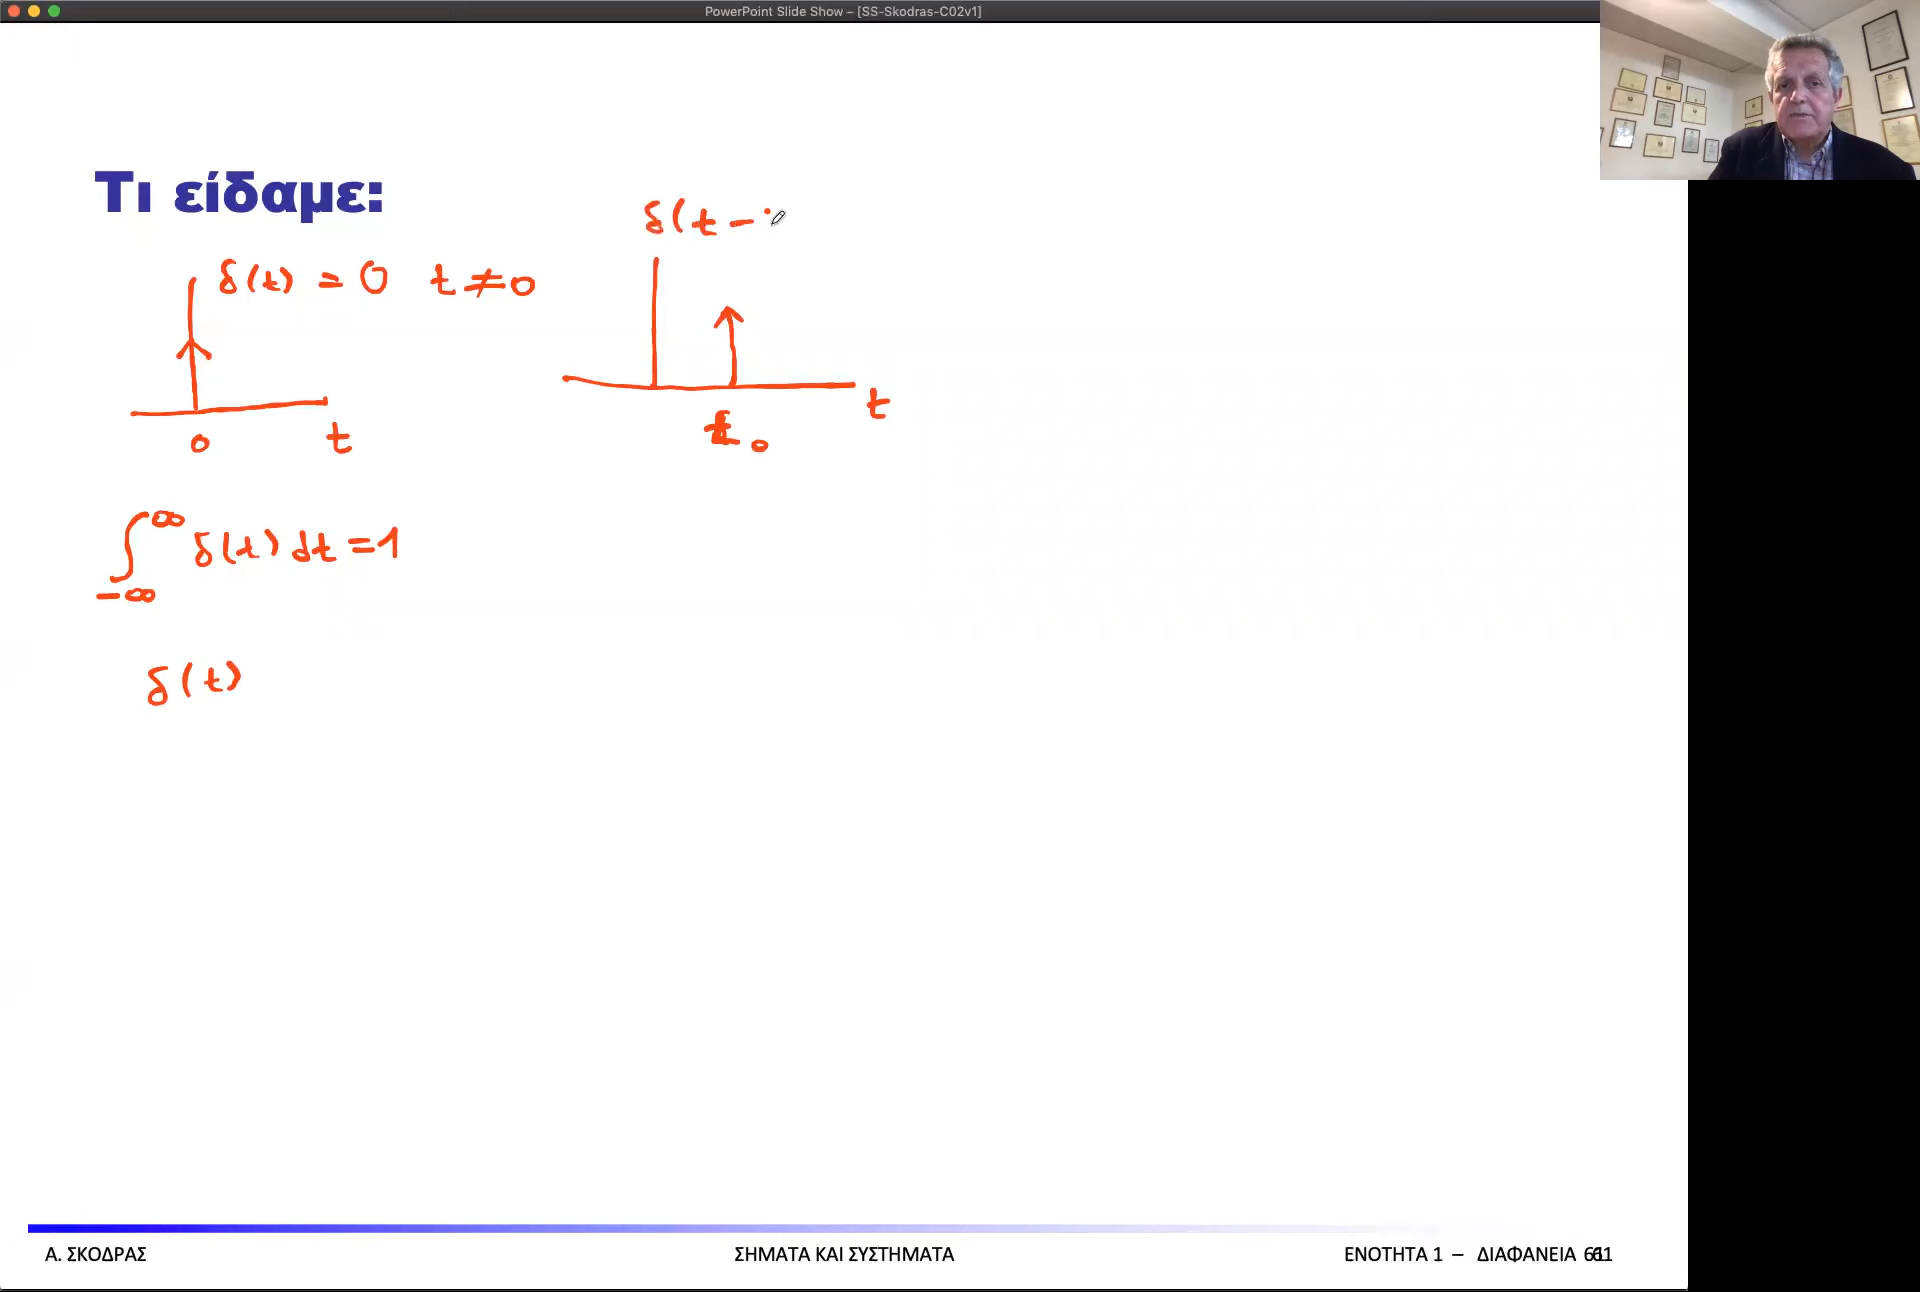 PowerPoint Slide Show – [SS-Skodras-C02v1]
Τι είδαμε:
δ(t) = 0 t ≠ 0
0 t
δ(t −
t
t₀
∫_{-∞}^{∞} δ(t) dt = 1
δ(t)
Α. ΣΚΟΔΡΑΣ
ΣΗΜΑΤΑ ΚΑΙ ΣΥΣΤΗΜΑΤΑ
ΕΝΟΤΗΤΑ 1 – ΔΙΑΦΑΝΕΙΑ